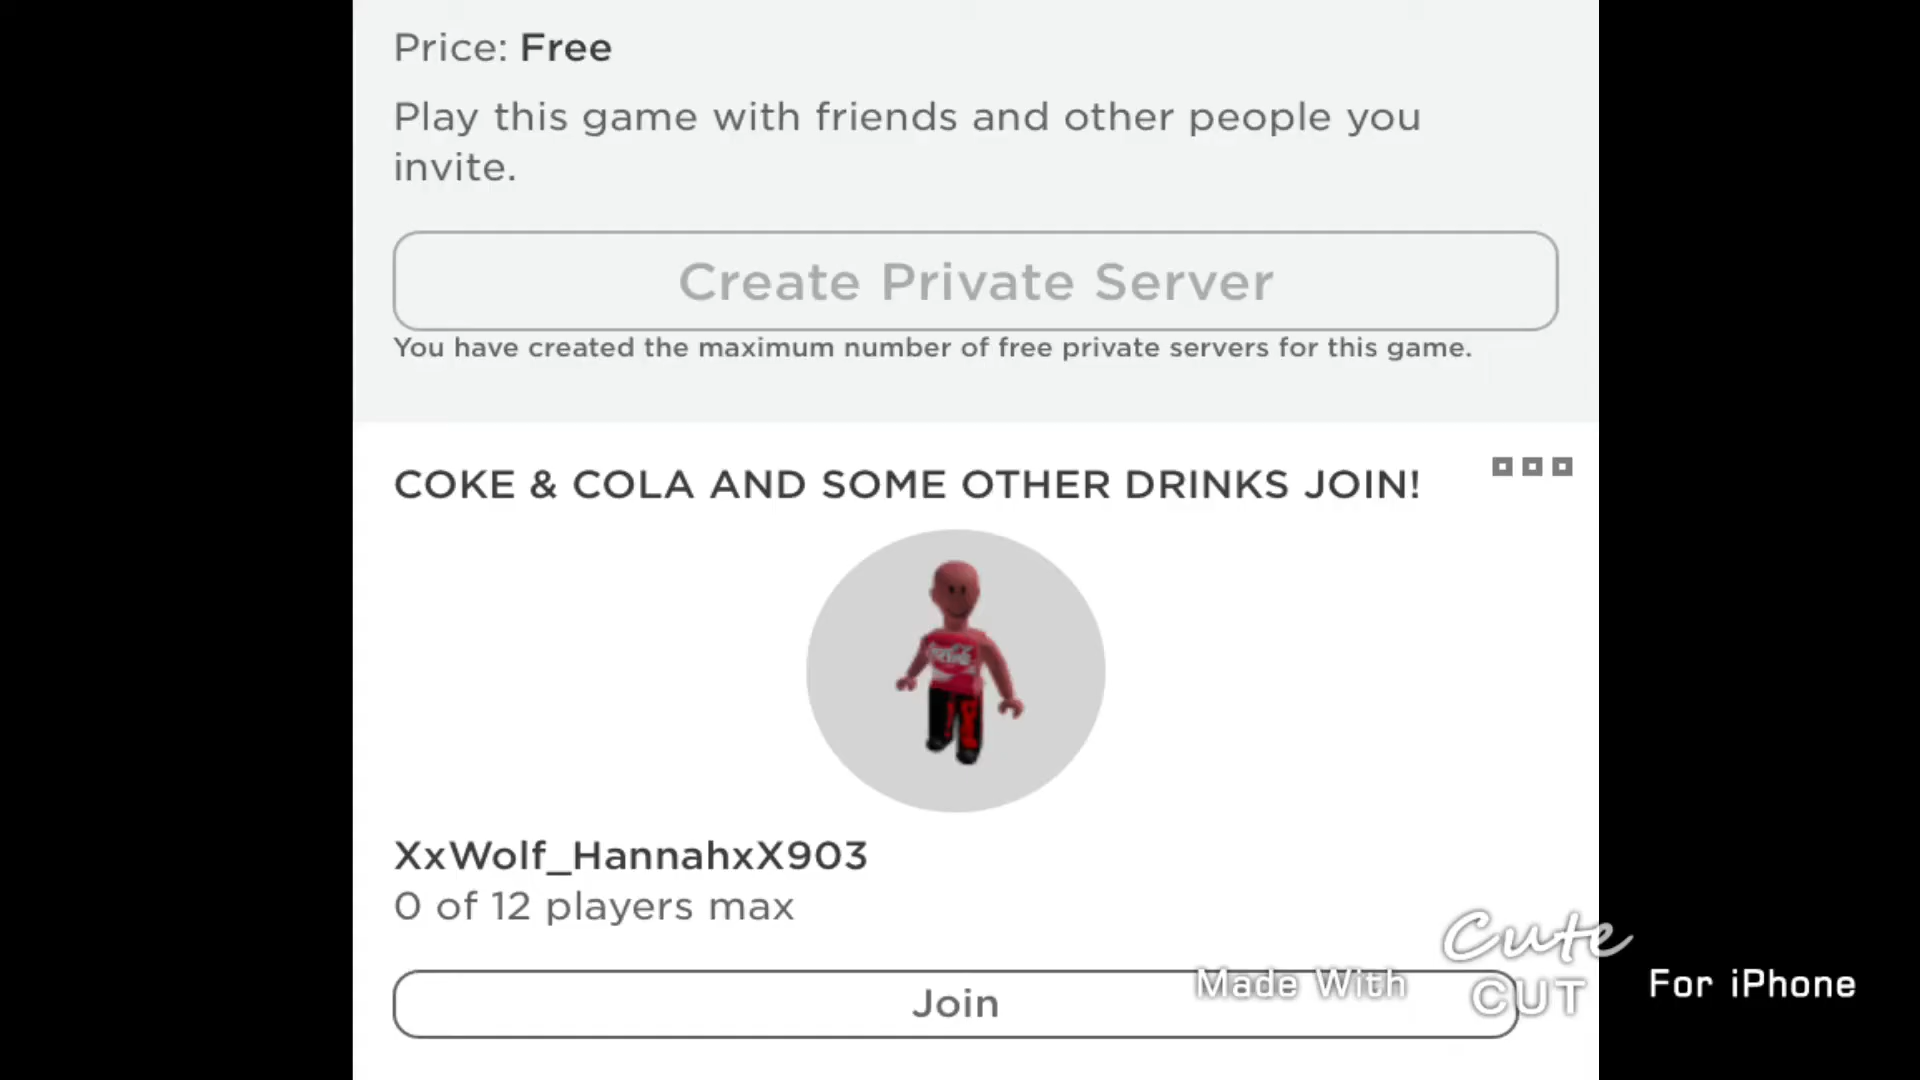 Price: Free
Play this game with friends and other people you
invite.
Create Private Server
You have created the maximum number of free private servers for this game.
COKE & COLA AND SOME OTHER DRINKS JOIN!
XxWolf_HannahxX903
0 of 12 players max
Join
Made With Cute CUT For iPhone